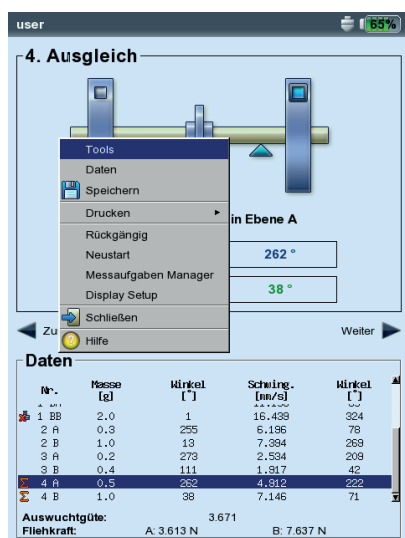 user 65%
4. Ausgleich
Tools
Daten
Speichern
Drucken
in Ebene A
Rückgängig
Neustart
262 °
Messaufgaben Manager
Display Setup
38 °
Schließen
Zu
Weiter
Hilfe
Daten
Nr. Masse Winkel Schwing. Winkel
[g] [°] [mm/s] [°]
1 BB 2.0 1 16.439 324
2 A 0.3 255 6.196 78
2 B 1.0 13 7.394 269
3 A 0.2 273 2.534 209
3 B 0.4 111 1.917 42
Σ 4 A 0.5 262 4.912 222
Σ 4 B 1.0 38 7.146 71
Auswuchtgüte: 3.671
Fliehkraft: A: 3.613 N B: 7.637 N